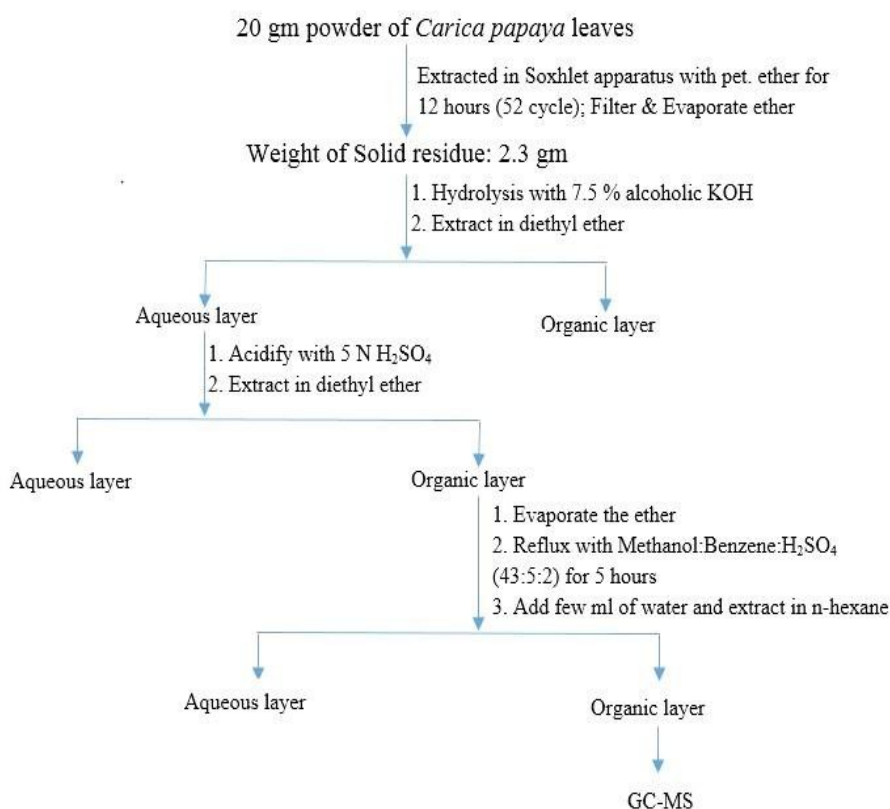 20 gm powder of Carica papaya leaves
Extracted in Soxhlet apparatus with pet. ether for
12 hours (52 cycle); Filter & Evaporate ether
Weight of Solid residue: 2.3 gm
1. Hydrolysis with 7.5 % alcoholic KOH
2. Extract in diethyl ether
Aqueous layer
Organic layer
1. Acidify with 5 N H₂SO₄
2. Extract in diethyl ether
Aqueous layer
Organic layer
1. Evaporate the ether
2. Reflux with Methanol:Benzene:H₂SO₄
(43:5:2) for 5 hours
3. Add few ml of water and extract in n-hexane
Aqueous layer
Organic layer
GC-MS